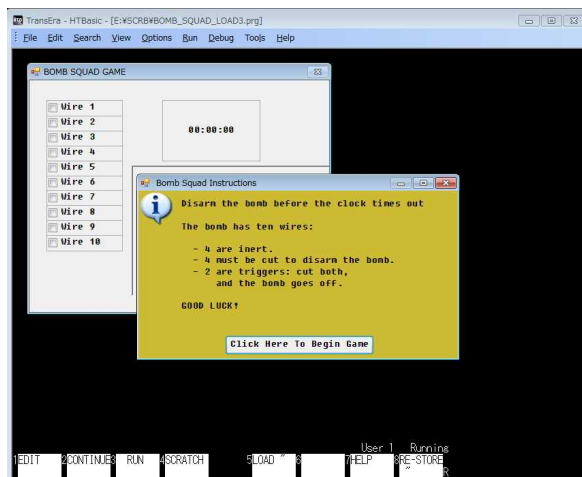 TransEra - HTBasic - [E:¥SCRB¥BOMB_SQUAD_LOAD3.prg]
File Edit Search View Options Run Debug Tools Help
BOMB SQUAD GAME
Wire 1
Wire 2
Wire 3
Wire 4
Wire 5
Wire 6
Wire 7
Wire 8
Wire 9
Wire 10
00:00:00
Bomb Squad Instructions
Disarm the bomb before the clock times out
The bomb has ten wires:
- 4 are inert.
- 4 must be cut to disarm the bomb.
- 2 are triggers: cut both,
and the bomb goes off.
GOOD LUCK!
Click Here To Begin Game
User 1 Running
1EDIT 2CONTINUE3 RUN 4SCRATCH 5LOAD " 6 7HELP 8RE-STORE
" R